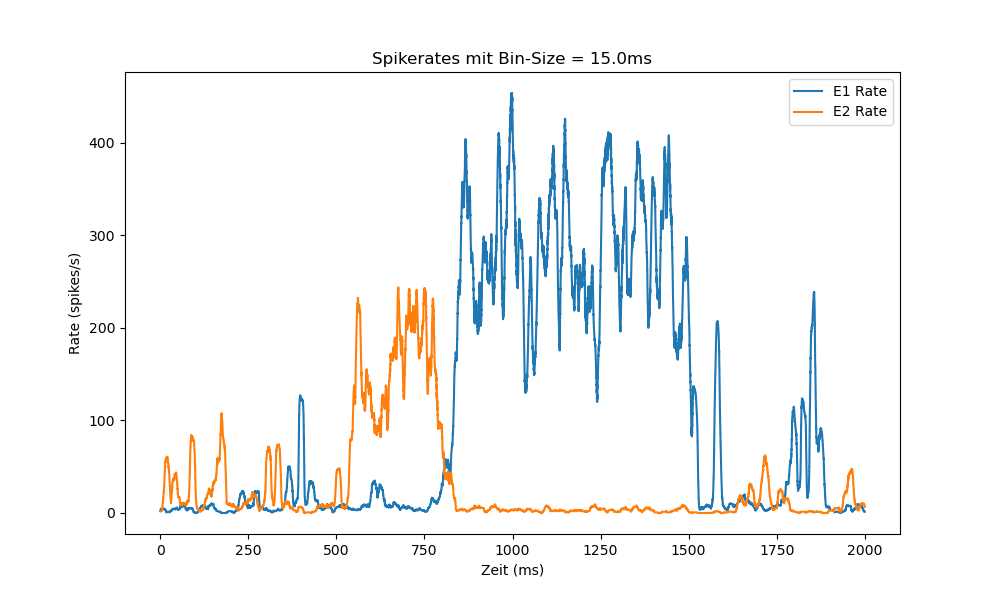 Spikerates mit Bin-Size = 15.0ms
E1 Rate
E2 Rate
Rate (spikes/s)
400
300
200
100
0
0 250 500 750 1000 1250 1500 1750 2000
Zeit (ms)